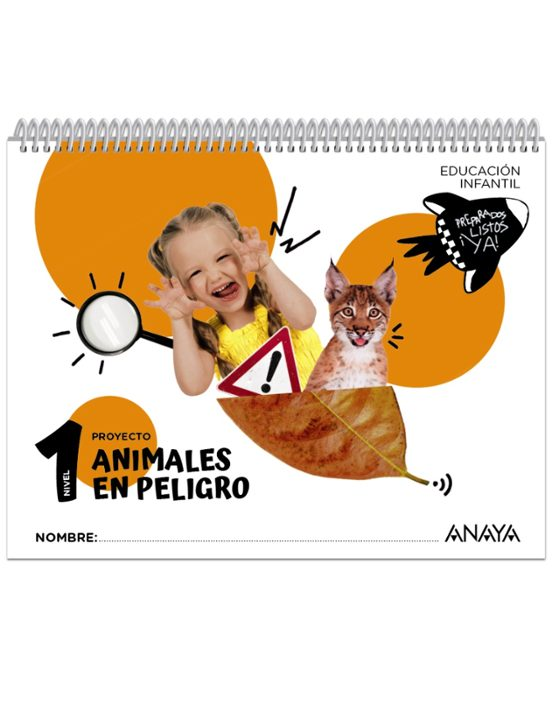 EDUCACIÓN
INFANTIL
PREPARADOS
LISTOS
¡YA!
!
1
NIVEL
PROYECTO
ANIMALES
EN PELIGRO
NOMBRE:
ANAYA